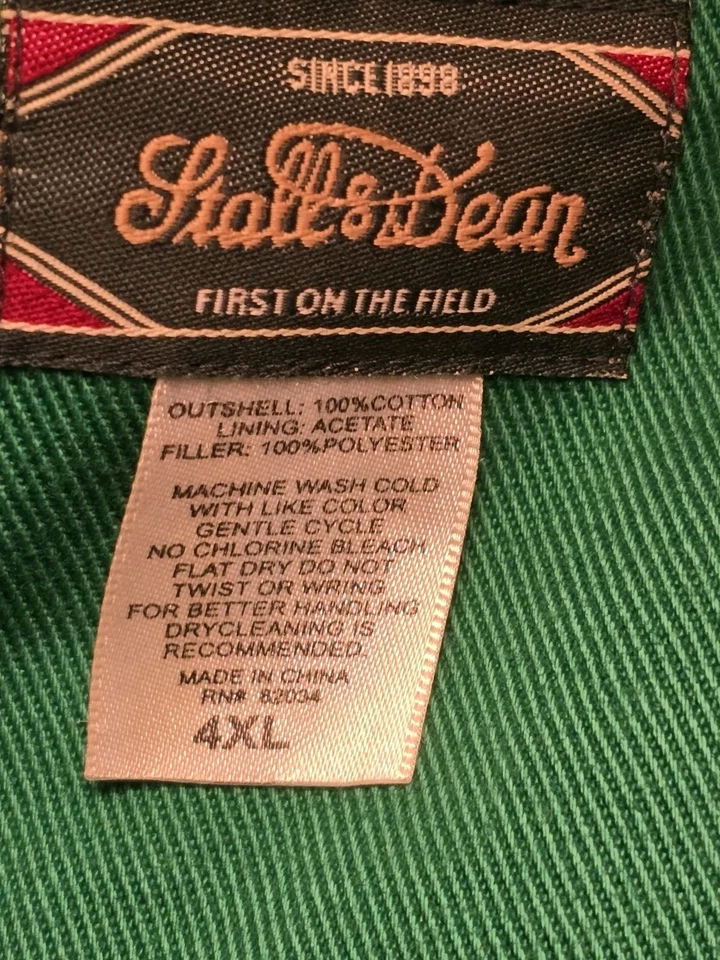 SINCE 1898
Stall & Dean
FIRST ON THE FIELD
OUTSHELL: 100%COTTON
LINING: ACETATE
FILLER: 100%POLYESTER
MACHINE WASH COLD
WITH LIKE COLOR
GENTLE CYCLE
NO CHLORINE BLEACH
FLAT DRY DO NOT
TWIST OR WRING
FOR BETTER HANDLING
DRYCLEANING IS
RECOMMENDED
MADE IN CHINA
RN# 82034
4XL